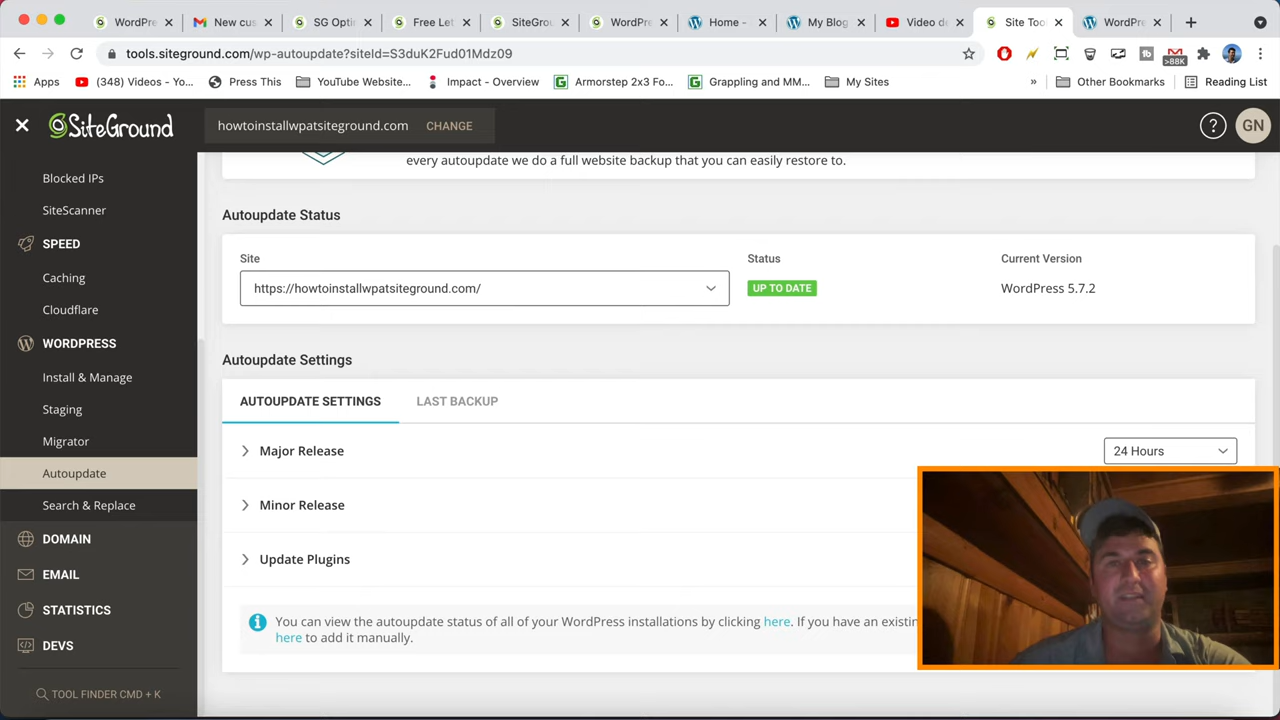 WordPres
New cus
SG Optin
Free Let
SiteGrou
WordPre
Home -
My Blog
Video de
Site Too
WordPre
tools.siteground.com/wp-autoupdate?siteId=S3duK2Fud01Mdz09
>88K
Apps
(348) Videos - Yo...
Press This
YouTube Website...
Impact - Overview
Armorstep 2x3 Fo...
Grappling and MM...
My Sites
»
Other Bookmarks
Reading List
SiteGround
howtoinstallwpatsiteground.com CHANGE
GN
every autoupdate we do a full website backup that you can easily restore to.
Blocked IPs
SiteScanner
SPEED
Caching
Cloudflare
WORDPRESS
Install & Manage
Staging
Migrator
Autoupdate
Search & Replace
DOMAIN
EMAIL
STATISTICS
DEVS
TOOL FINDER CMD + K
Autoupdate Status
Site
Status
Current Version
https://howtoinstallwpatsiteground.com/
UP TO DATE
WordPress 5.7.2
Autoupdate Settings
AUTOUPDATE SETTINGS
LAST BACKUP
Major Release
24 Hours
Minor Release
Update Plugins
You can view the autoupdate status of all of your WordPress installations by clicking here. If you have an existin
here to add it manually.